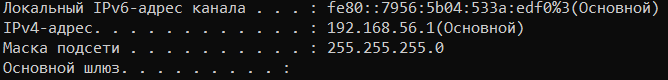 Локальный IPv6-адрес канала . . . : fe80::7956:5b04:533a:edf0%3(Основной)
IPv4-адрес. . . . . . . . . . . . : 192.168.56.1(Основной)
Маска подсети . . . . . . . . . . : 255.255.255.0
Основной шлюз. . . . . . . . . :